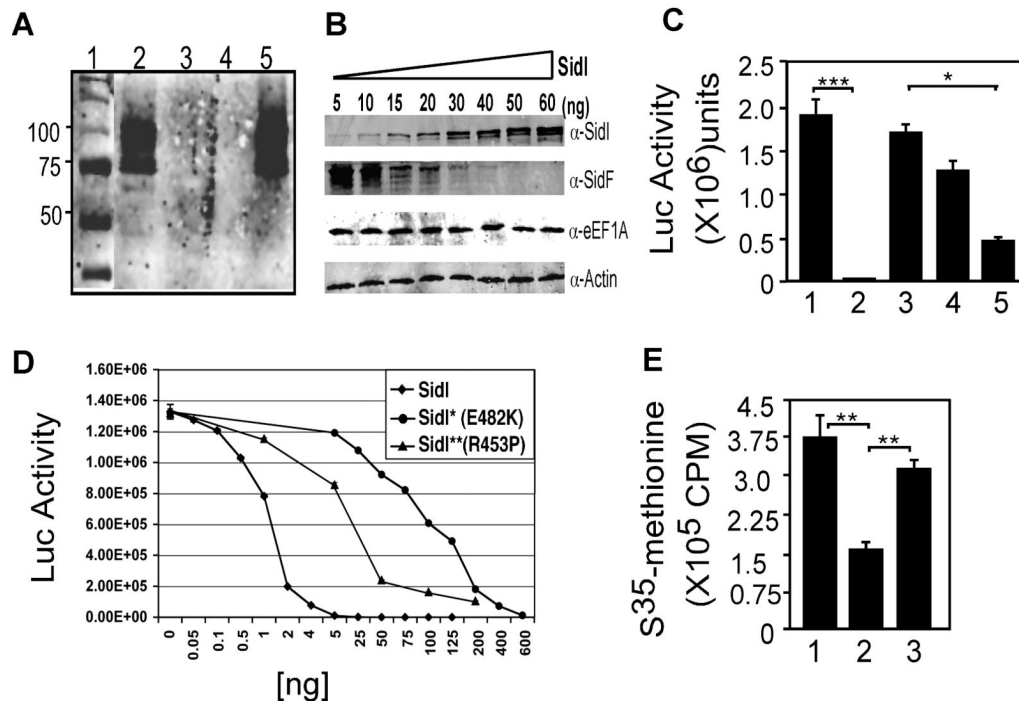 A
1 2 3 4 5
100
75
50
B
SidI
5 10 15 20 30 40 50 60 (ng)
α-SidI
α-SidF
α-eEF1A
α-Actin
C
Luc Activity
(X10⁶)units
2.5
2.0
1.5
1.0
0.5
0
***
*
1 2 3 4 5
D
Luc Activity
1.60E+06
1.40E+06
1.20E+06
1.00E+06
8.00E+05
6.00E+05
4.00E+05
2.00E+05
0.00E+00
SidI
SidI* (E482K)
SidI**(R453P)
0 0.05 0.1 0.5 1 2 4 5 25 50 75 100 125 200 400 600
[ng]
E
S³⁵-methionine
(X10⁵ CPM)
4.5
3.75
3.0
2.25
1.5
0.75
0
**
**
1 2 3